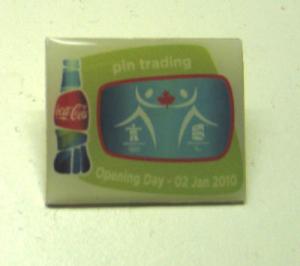 pin trading
Coca-Cola
Opening Day - 02 Jan 2010